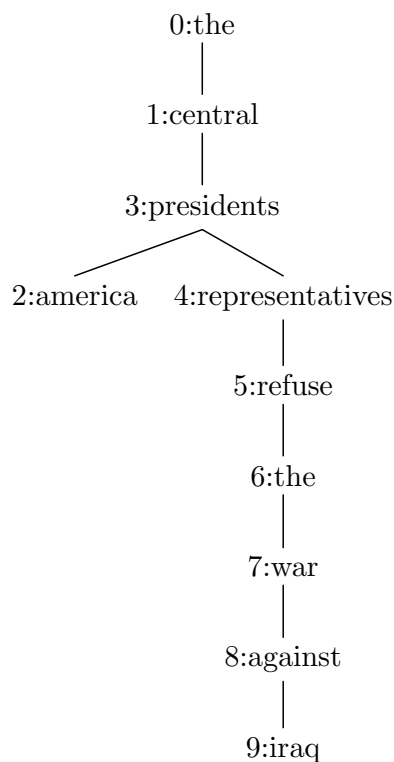 0:the
1:central
3:presidents
2:america 4:representatives
5:refuse
6:the
7:war
8:against
9:iraq